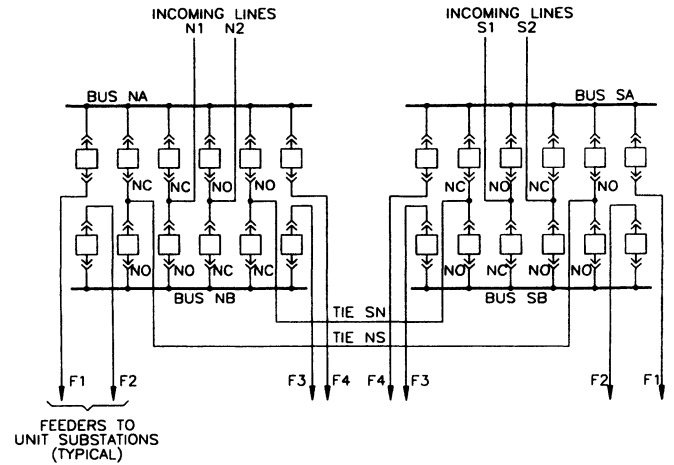 INCOMING LINES
N1 N2
INCOMING LINES
S1 S2
BUS NA
BUS SA
NC NC NO NO
NC NO NC NO
NO NO NC NC
NO NC NO NO
BUS NB
BUS SB
TIE SN
TIE NS
F1 F2 F3 F4 F4 F3 F2 F1
FEEDERS TO
UNIT SUBSTATIONS
(TYPICAL)